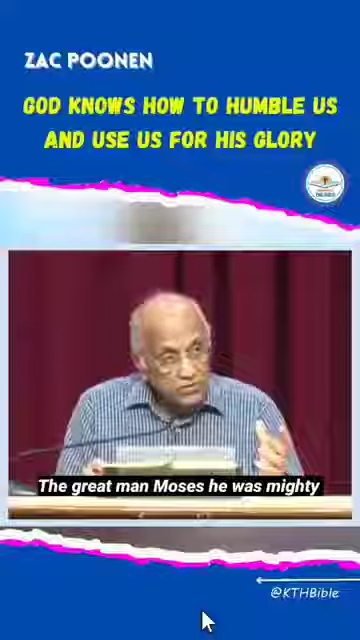 ZAC POONEN
GOD KNOWS HOW TO HUMBLE US
AND USE US FOR HIS GLORY
The great man Moses he was mighty
@KTHBible